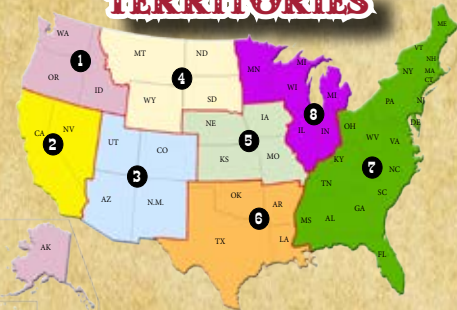 TERRITORIES
WA
OR
ID
1
MT
ND
WY
SD
4
CA
NV
2
UT
CO
AZ
N.M.
3
NE
IA
KS
MO
5
OK
AR
TX
LA
6
MN
WI
MI
MI
IL
IN
8
ME
VT
NH
MA
CT
NY
NJ
PA
DE
OH
WV
VA
KY
7
NC
TN
SC
MS
AL
GA
FL
AK